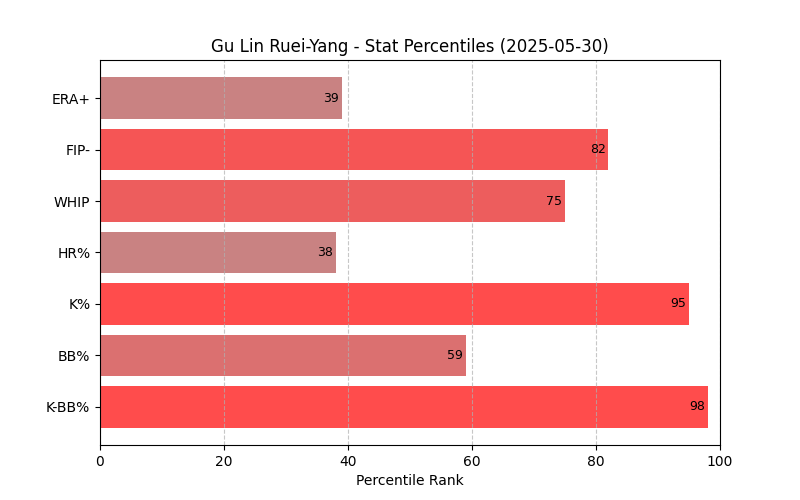 Gu Lin Ruei-Yang - Stat Percentiles (2025-05-30)
ERA+ 39
FIP- 82
WHIP 75
HR% 38
K% 95
BB% 59
K-BB% 98
0 20 40 60 80 100
Percentile Rank